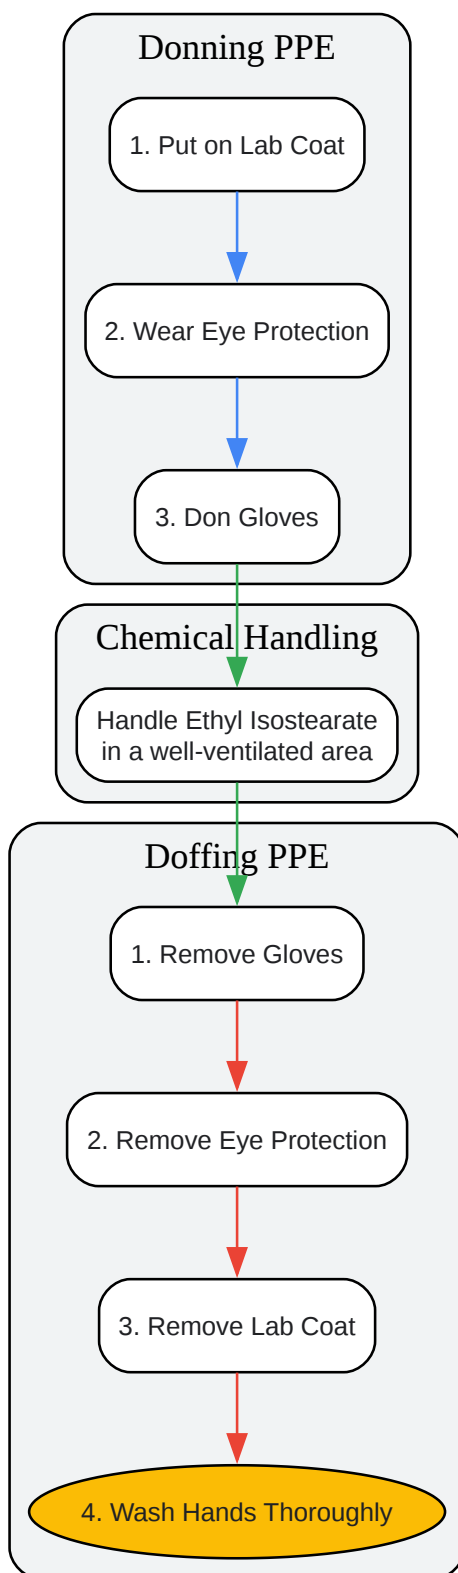 Donning PPE
1. Put on Lab Coat
2. Wear Eye Protection
3. Don Gloves
Chemical Handling
Handle Ethyl Isostearate
in a well-ventilated area
Doffing PPE
1. Remove Gloves
2. Remove Eye Protection
3. Remove Lab Coat
4. Wash Hands Thoroughly